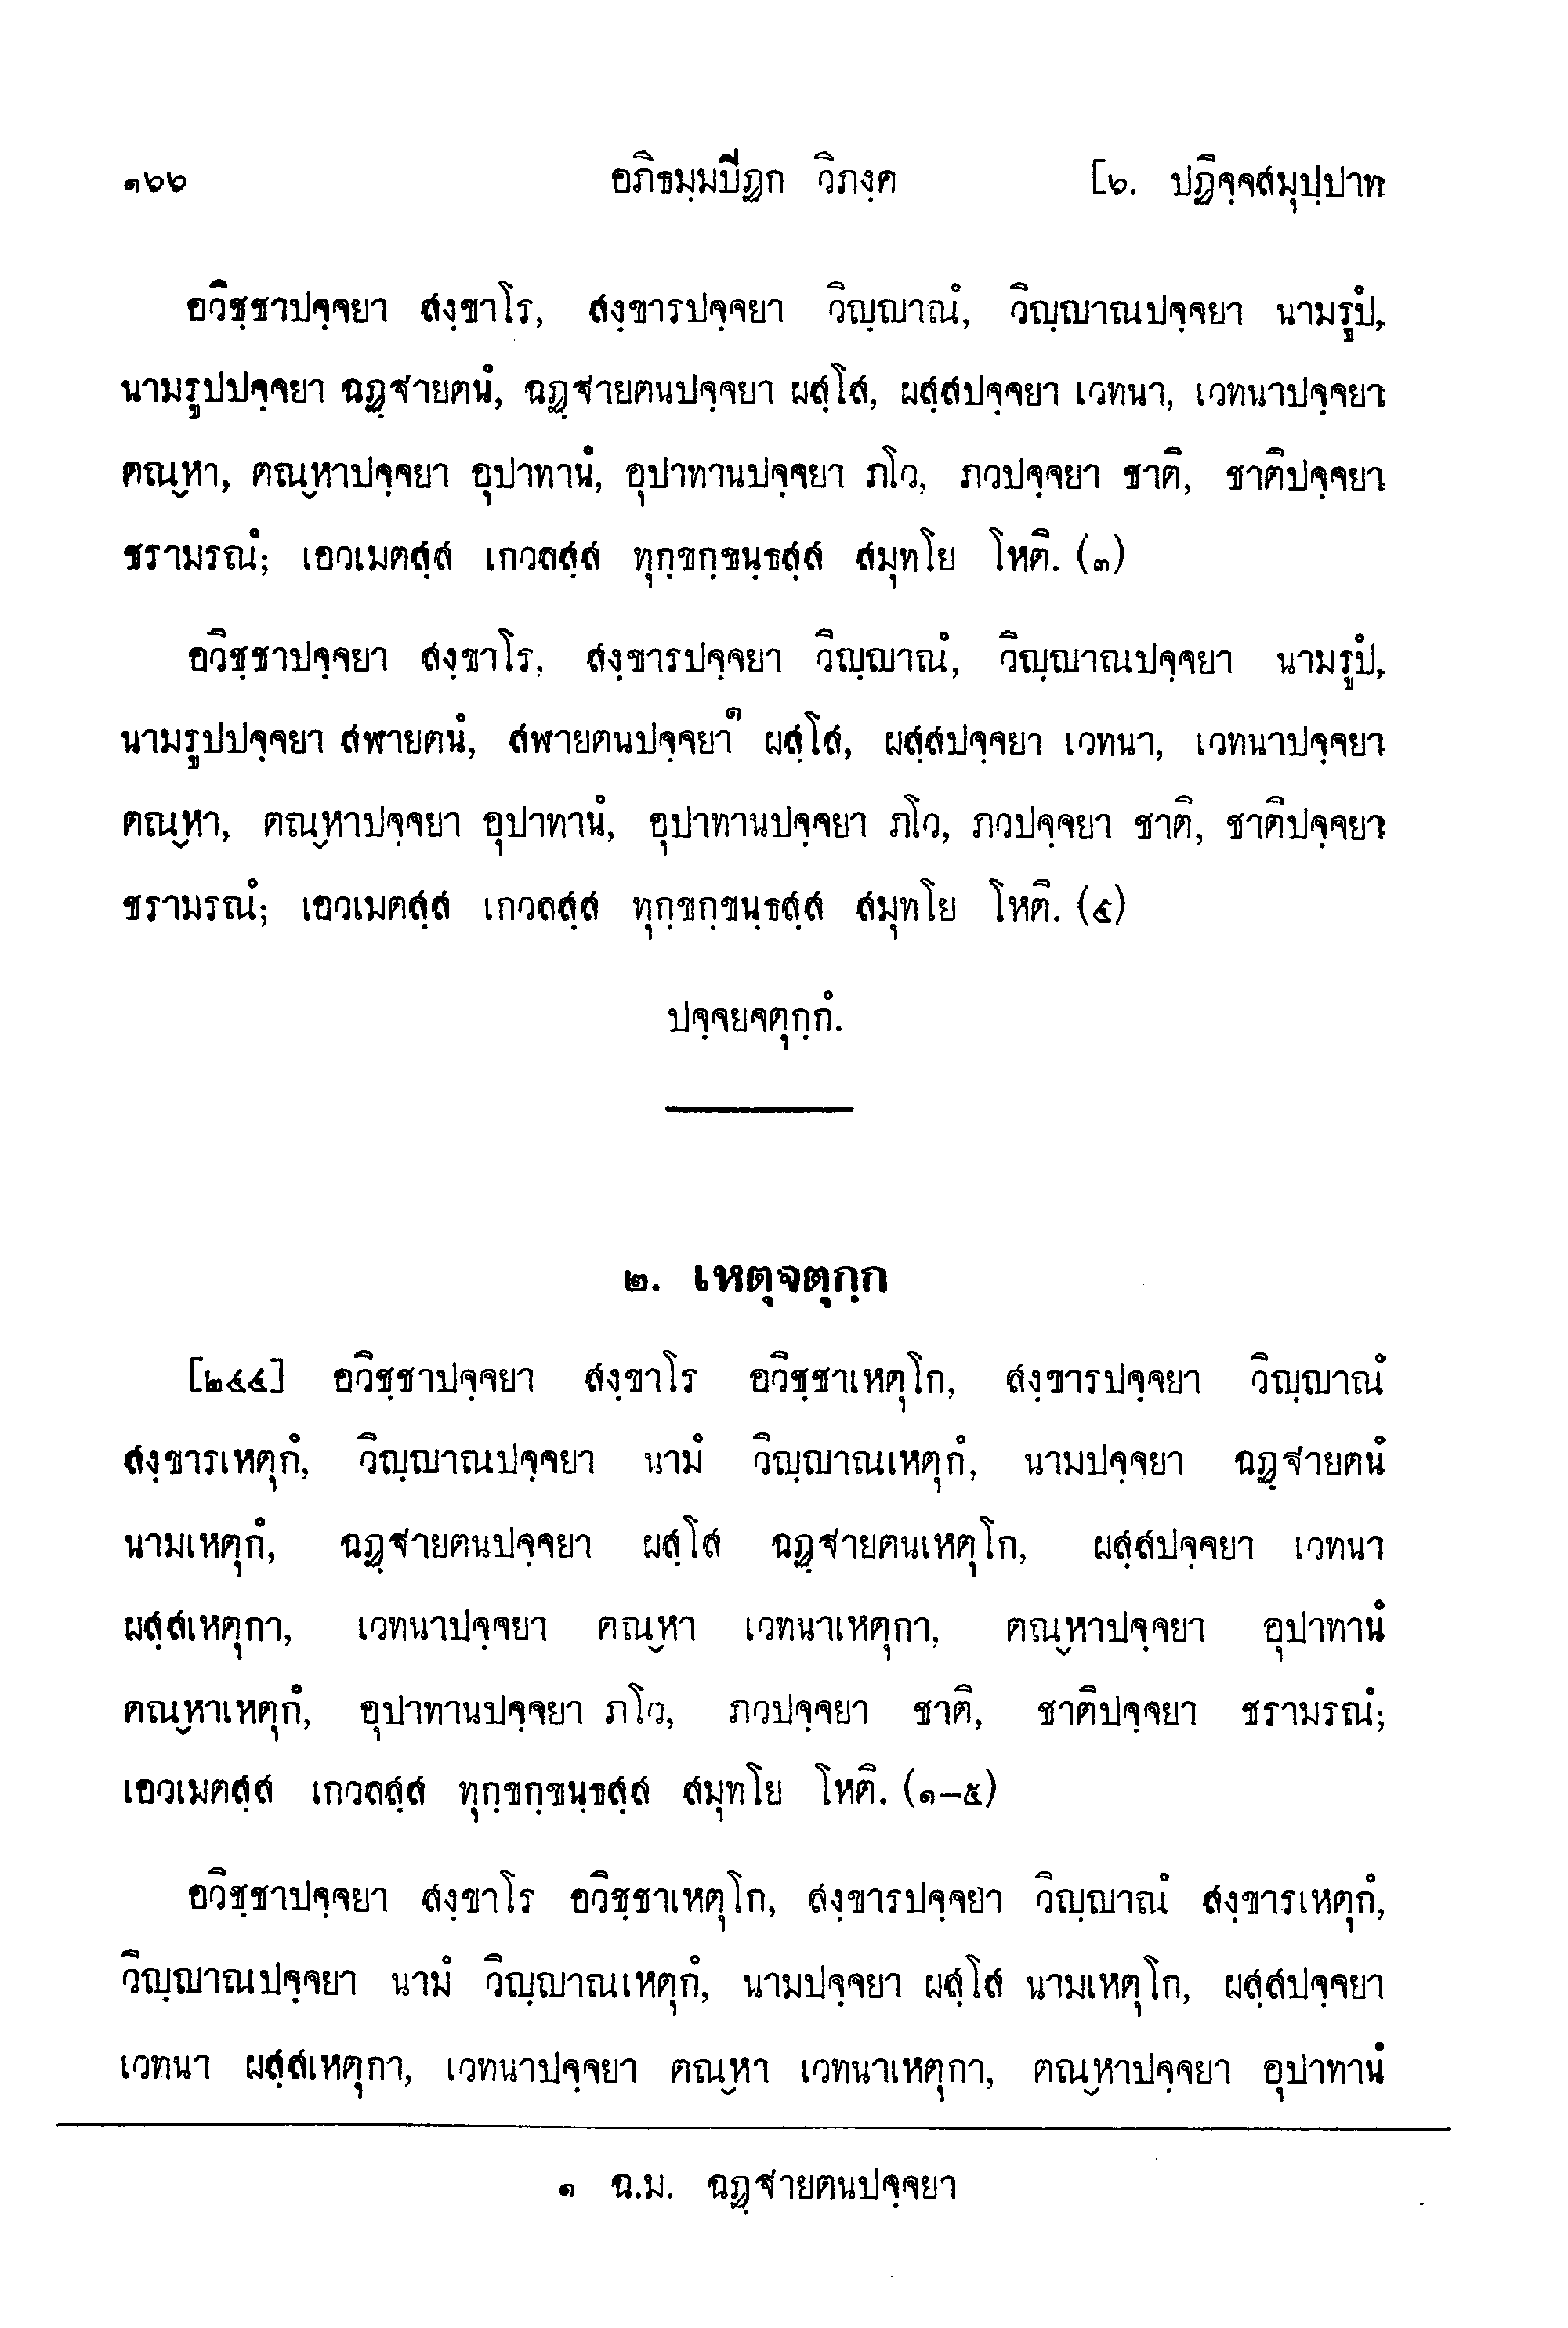 ๑๖๖ อภิธมฺมปีฏก วิภงฺค [๖. ปฏิจฺจสมุปฺปาท
อวิชฺชาปจฺจยา สงฺขาโร, สงฺขารปจฺจยา วิญฺญาณํ, วิญฺญาณปจฺจยา นามรูปํ,
นามรูปปจฺจยา ฉฏฺฐายตนํ, ฉฏฺฐายตนปจฺจยา ผสฺโส, ผสฺสปจฺจยา เวทนา, เวทนาปจฺจยา
ตณฺหา, ตณฺหาปจฺจยา อุปาทานํ, อุปาทานปจฺจยา ภโว, ภวปจฺจยา ชาติ, ชาติปจฺจยา
ชรามรณํ; เอวเมตสฺส เกวลสฺส ทุกฺขกฺขนฺธสฺส สมุทโย โหติ. (๓)
อวิชฺชาปจฺจยา สงฺขาโร, สงฺขารปจฺจยา วิญฺญาณํ, วิญฺญาณปจฺจยา นามรูปํ,
นามรูปปจฺจยา สฬายตนํ, สฬายตนปจฺจยา๑ ผสฺโส, ผสฺสปจฺจยา เวทนา, เวทนาปจฺจยา
ตณฺหา, ตณฺหาปจฺจยา อุปาทานํ, อุปาทานปจฺจยา ภโว, ภวปจฺจยา ชาติ, ชาติปจฺจยา
ชรามรณํ; เอวเมตสฺส เกวลสฺส ทุกฺขกฺขนฺธสฺส สมุทโย โหติ. (๔)
ปจฺจยจตุกฺกํ.
๒. เหตุจตุกฺก
[๒๔๔] อวิชฺชาปจฺจยา สงฺขาโร อวิชฺชาเหตุโก, สงฺขารปจฺจยา วิญฺญาณํ
สงฺขารเหตุกํ, วิญฺญาณปจฺจยา นามํ วิญฺญาณเหตุกํ, นามปจฺจยา ฉฏฺฐายตนํ
นามเหตุกํ, ฉฏฺฐายตนปจฺจยา ผสฺโส ฉฏฺฐายตนเหตุโก, ผสฺสปจฺจยา เวทนา
ผสฺสเหตุกา, เวทนาปจฺจยา ตณฺหา เวทนาเหตุกา, ตณฺหาปจฺจยา อุปาทานํ
ตณฺหาเหตุกํ, อุปาทานปจฺจยา ภโว, ภวปจฺจยา ชาติ, ชาติปจฺจยา ชรามรณํ;
เอวเมตสฺส เกวลสฺส ทุกฺขกฺขนฺธสฺส สมุทโย โหติ. (๑-๕)
อวิชฺชาปจฺจยา สงฺขาโร อวิชฺชาเหตุโก, สงฺขารปจฺจยา วิญฺญาณํ สงฺขารเหตุกํ,
วิญฺญาณปจฺจยา นามํ วิญฺญาณเหตุกํ, นามปจฺจยา ผสฺโส นามเหตุโก, ผสฺสปจฺจยา
เวทนา ผสฺสเหตุกา, เวทนาปจฺจยา ตณฺหา เวทนาเหตุกา, ตณฺหาปจฺจยา อุปาทานํ
๑ ฉ.ม. ฉฏฺฐายตนปจฺจยา